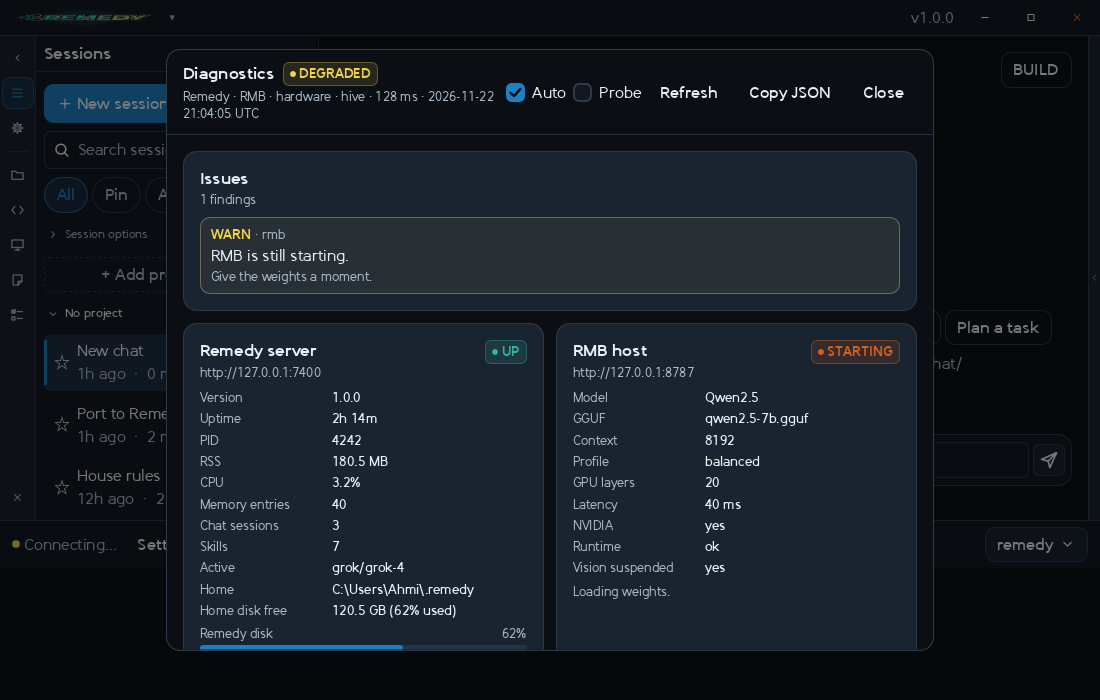 REMEDY ▾
v1.0.0
Sessions
+ New session
Search sessi
All Pin A
Session options
+ Add pr
No project
New chat
1h ago · 0 m
Port to Reme
1h ago · 2 m
House rules
12h ago · 2
BUILD
Plan a task
hat/
Connecting... Sett
remedy
Diagnostics
DEGRADED
Remedy · RMB · hardware · hive · 128 ms · 2026-11-22
21:04:05 UTC
Auto Probe Refresh Copy JSON Close
Issues
1 findings
WARN · rmb
RMB is still starting.
Give the weights a moment.
Remedy server UP
http://127.0.0.1:7400
Version 1.0.0
Uptime 2h 14m
PID 4242
RSS 180.5 MB
CPU 3.2%
Memory entries 40
Chat sessions 3
Skills 7
Active grok/grok-4
Home C:\Users\Ahmi\.remedy
Home disk free 120.5 GB (62% used)
Remedy disk 62%
RMB host STARTING
http://127.0.0.1:8787
Model Qwen2.5
GGUF qwen2.5-7b.gguf
Context 8192
Profile balanced
GPU layers 20
Latency 40 ms
NVIDIA yes
Runtime ok
Vision suspended yes
Loading weights.